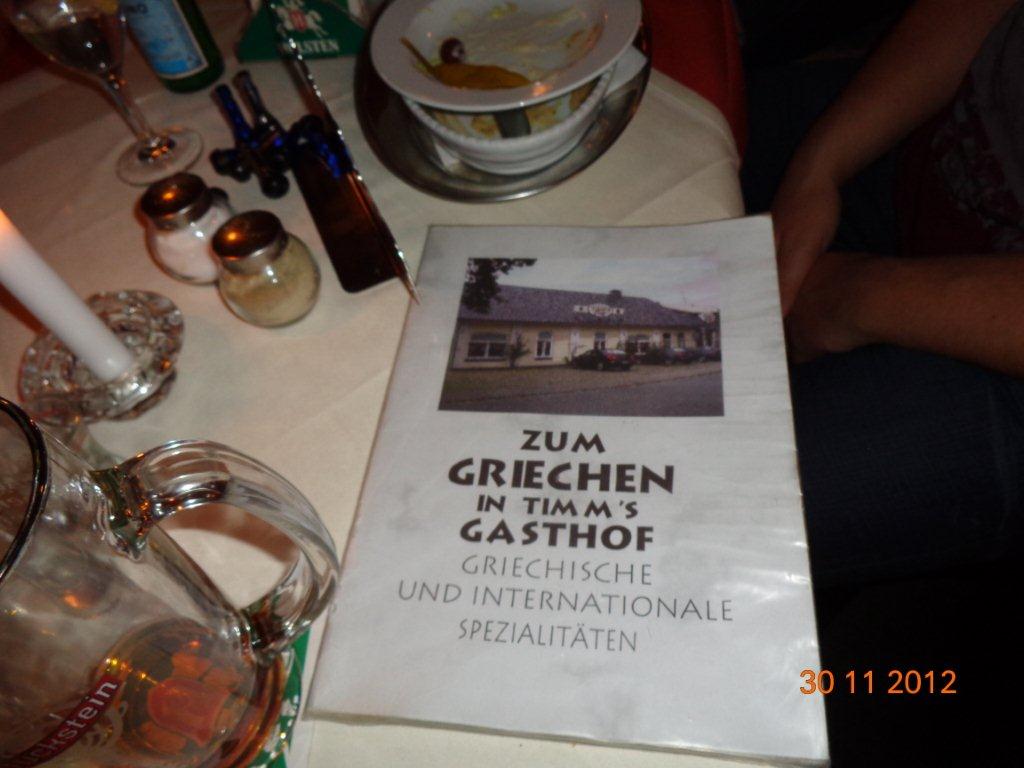 ZUM
GRIECHEN
IN TIMM'S
GASTHOF
GRIECHISCHE
UND INTERNATIONALE
SPEZIALITÄTEN
30 11 2012